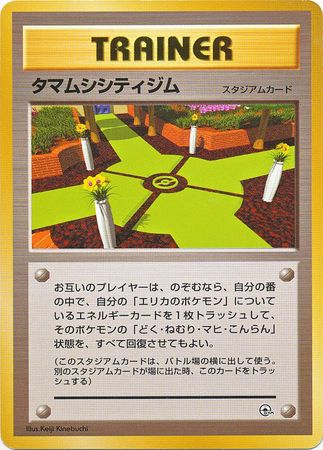 TRAINER
タマムシシティジム
スタジアムカード
お互いのプレイヤーは、のぞむなら、自分の番
の中で、自分の「エリカのポケモン」についている
エネルギーカードを1枚トラッシュして、
そのポケモンの「どく・ねむり・マヒ・こんらん」
状態を、すべて回復させてもよい。
(このスタジアムカードは、バトル場の横に出して使う。
別のスタジアムカードが場に出た時、このカードをトラッ
シュする)
Illus.Keiji Kinebuchi